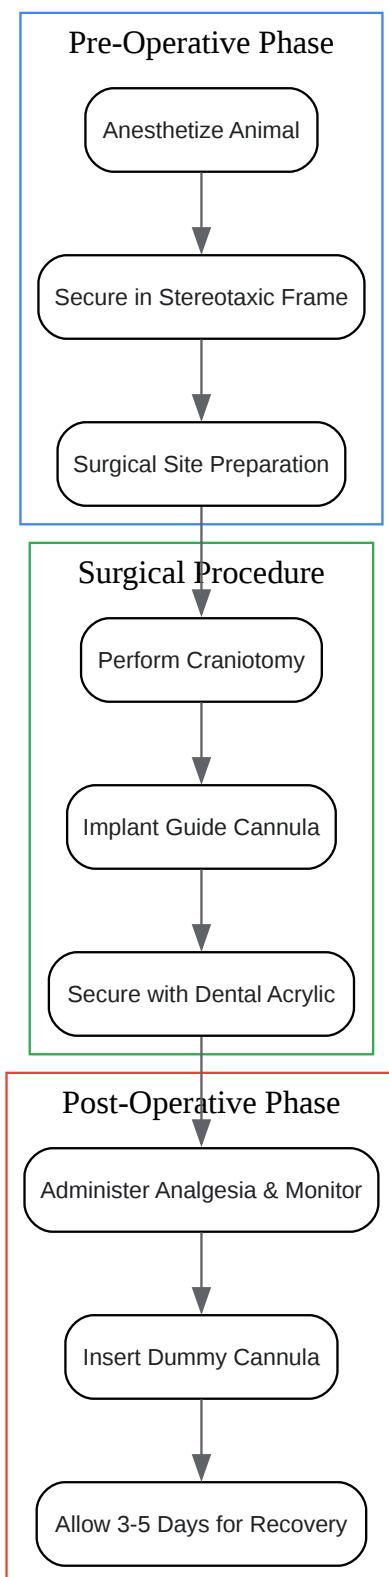 Pre-Operative Phase
Anesthetize Animal
Secure in Stereotaxic Frame
Surgical Site Preparation
Surgical Procedure
Perform Craniotomy
Implant Guide Cannula
Secure with Dental Acrylic
Post-Operative Phase
Administer Analgesia & Monitor
Insert Dummy Cannula
Allow 3-5 Days for Recovery